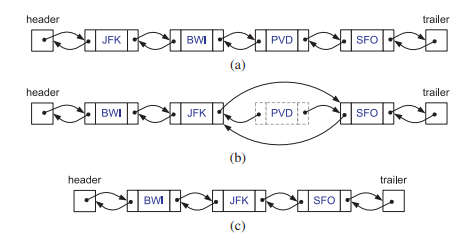 header trailer
JFK BWI PVD SFO
(a)
header trailer
BWI JFK PVD SFO
(b)
header trailer
BWI JFK SFO
(c)